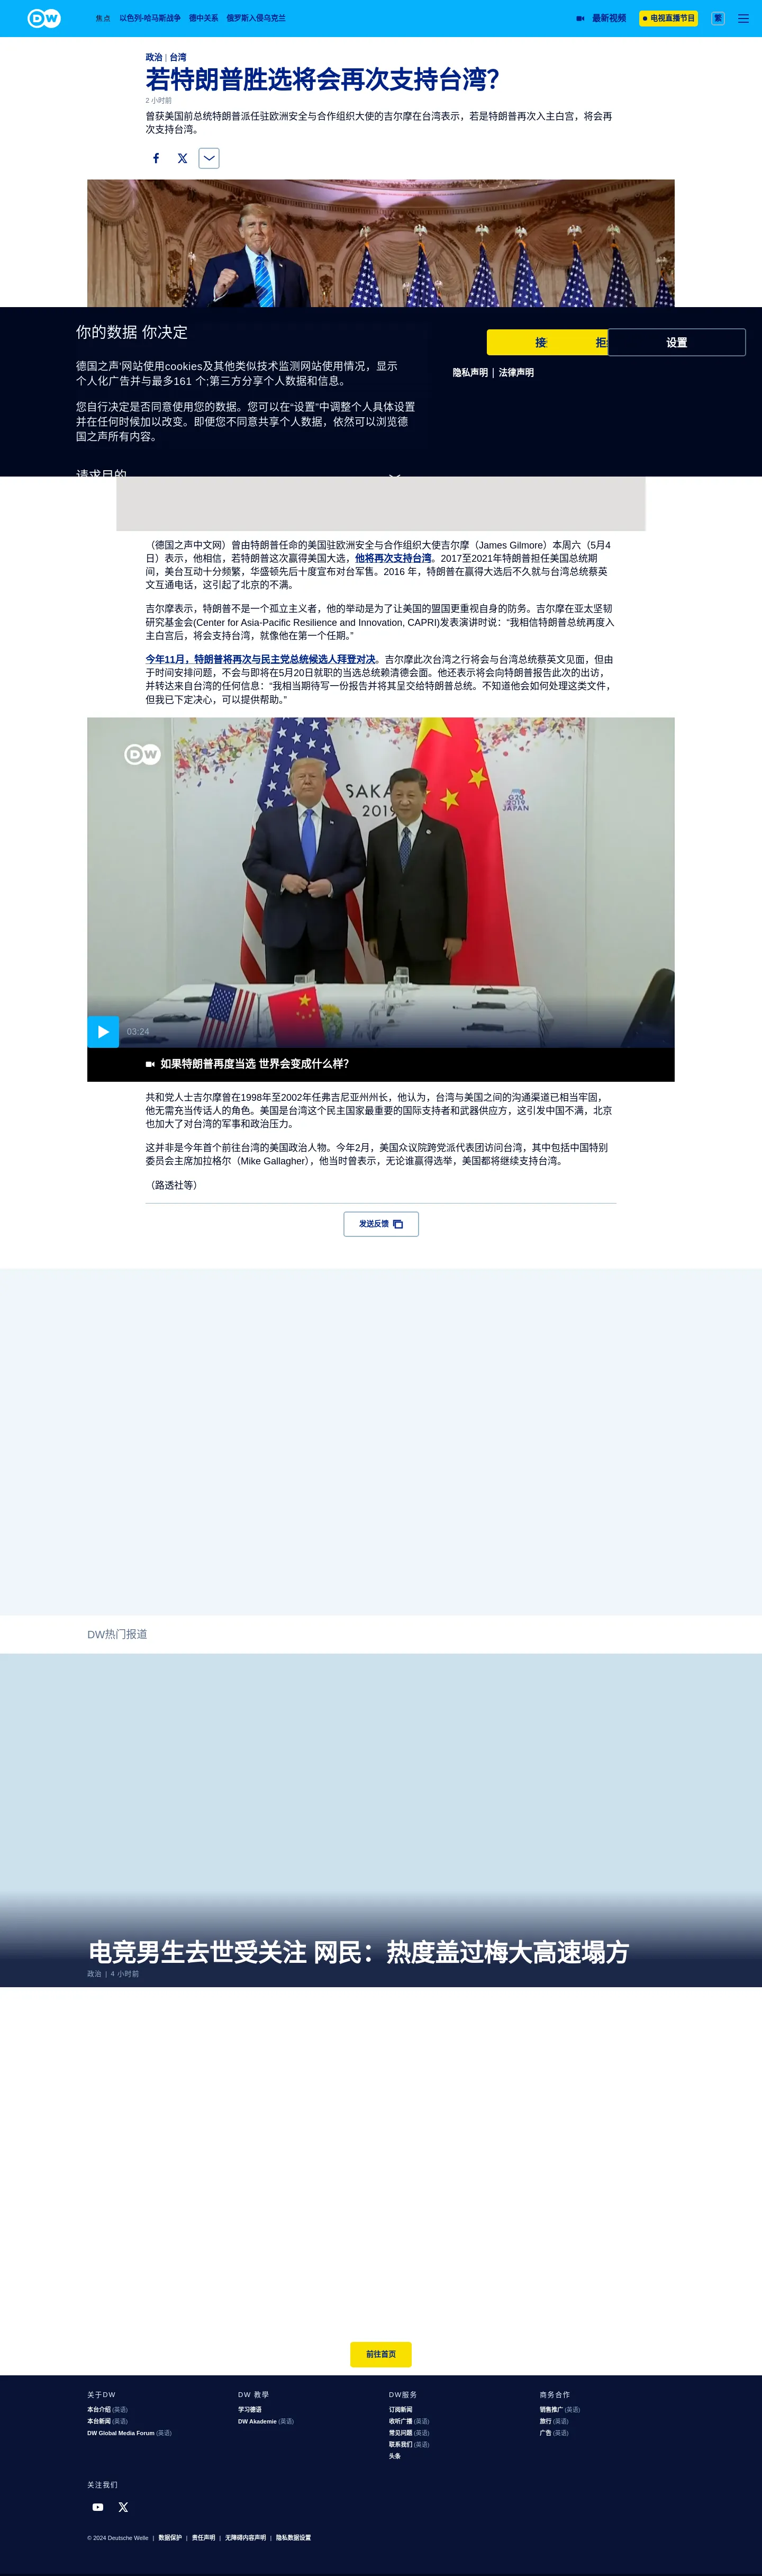 DW
焦点 以色列-哈马斯战争 德中关系 俄罗斯入侵乌克兰 最新视频 电视直播节目 繁
政治 | 台湾
若特朗普胜选将会再次支持台湾？
2 小时前
曾获美国前总统特朗普派任驻欧洲安全与合作组织大使的吉尔摩在台湾表示，若是特朗普再次入主白宫，将会再
次支持台湾。
你的数据 你决定
接 拒 设置
德国之声'网站使用cookies及其他类似技术监测网站使用情况，显示
个人化广告并与最多161 个;第三方分享个人数据和信息。
隐私声明 | 法律声明
您自行决定是否同意使用您的数据。您可以在“设置”中调整个人具体设置
并在任何时候加以改变。即便您不同意共享个人数据，依然可以浏览德
国之声所有内容。
请求目的
（德国之声中文网）曾由特朗普任命的美国驻欧洲安全与合作组织大使吉尔摩（James Gilmore）本周六（5月4
日）表示，他相信，若特朗普这次赢得美国大选，他将再次支持台湾。2017至2021年特朗普担任美国总统期
间，美台互动十分频繁，华盛顿先后十度宣布对台军售。2016 年，特朗普在赢得大选后不久就与台湾总统蔡英
文互通电话，这引起了北京的不满。
吉尔摩表示，特朗普不是一个孤立主义者，他的举动是为了让美国的盟国更重视自身的防务。吉尔摩在亚太坚韧
研究基金会(Center for Asia-Pacific Resilience and Innovation, CAPRI)发表演讲时说：“我相信特朗普总统再度入
主白宫后，将会支持台湾，就像他在第一个任期。”
今年11月，特朗普将再次与民主党总统候选人拜登对决。吉尔摩此次台湾之行将会与台湾总统蔡英文见面，但由
于时间安排问题，不会与即将在5月20日就职的当选总统赖清德会面。他还表示将会向特朗普报告此次的出访，
并转达来自台湾的任何信息：“我相当期待写一份报告并将其呈交给特朗普总统。不知道他会如何处理这类文件，
但我已下定决心，可以提供帮助。”
DW
SAKA
2019
G20
2019
JAPAN
03:24
如果特朗普再度当选 世界会变成什么样？
共和党人士吉尔摩曾在1998年至2002年任弗吉尼亚州州长，他认为，台湾与美国之间的沟通渠道已相当牢固，
他无需充当传话人的角色。美国是台湾这个民主国家最重要的国际支持者和武器供应方，这引发中国不满，北京
也加大了对台湾的军事和政治压力。
这并非是今年首个前往台湾的美国政治人物。今年2月，美国众议院跨党派代表团访问台湾，其中包括中国特别
委员会主席加拉格尔（Mike Gallagher），他当时曾表示，无论谁赢得选举，美国都将继续支持台湾。
（路透社等）
发送反馈
DW热门报道
电竞男生去世受关注 网民：热度盖过梅大高速塌方
政治 | 4 小时前
前往首页
关于DW
本台介绍 (英语)
本台新闻 (英语)
DW Global Media Forum (英语)
DW 教學
学习德语
DW Akademie (英语)
DW服务
订阅新闻
收听广播 (英语)
常见问题 (英语)
联系我们 (英语)
头条
商务合作
销售推广 (英语)
旅行 (英语)
广告 (英语)
关注我们
© 2024 Deutsche Welle | 数据保护 | 责任声明 | 无障碍内容声明 | 隐私数据设置